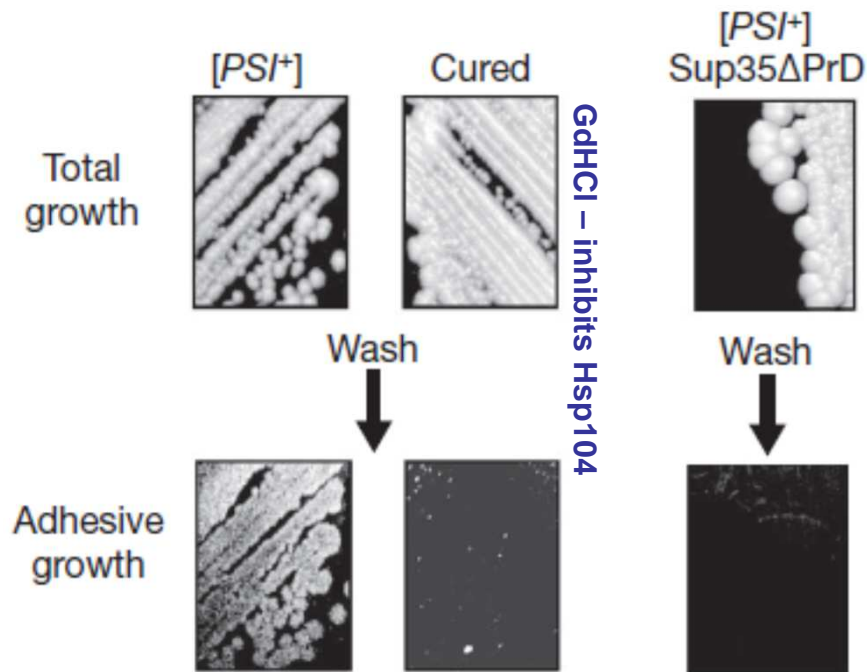 [PSI+]
Cured
[PSI+]
Sup35ΔPrD
Total
growth
GdHCl – inhibits Hsp104
Wash
Wash
Adhesive
growth